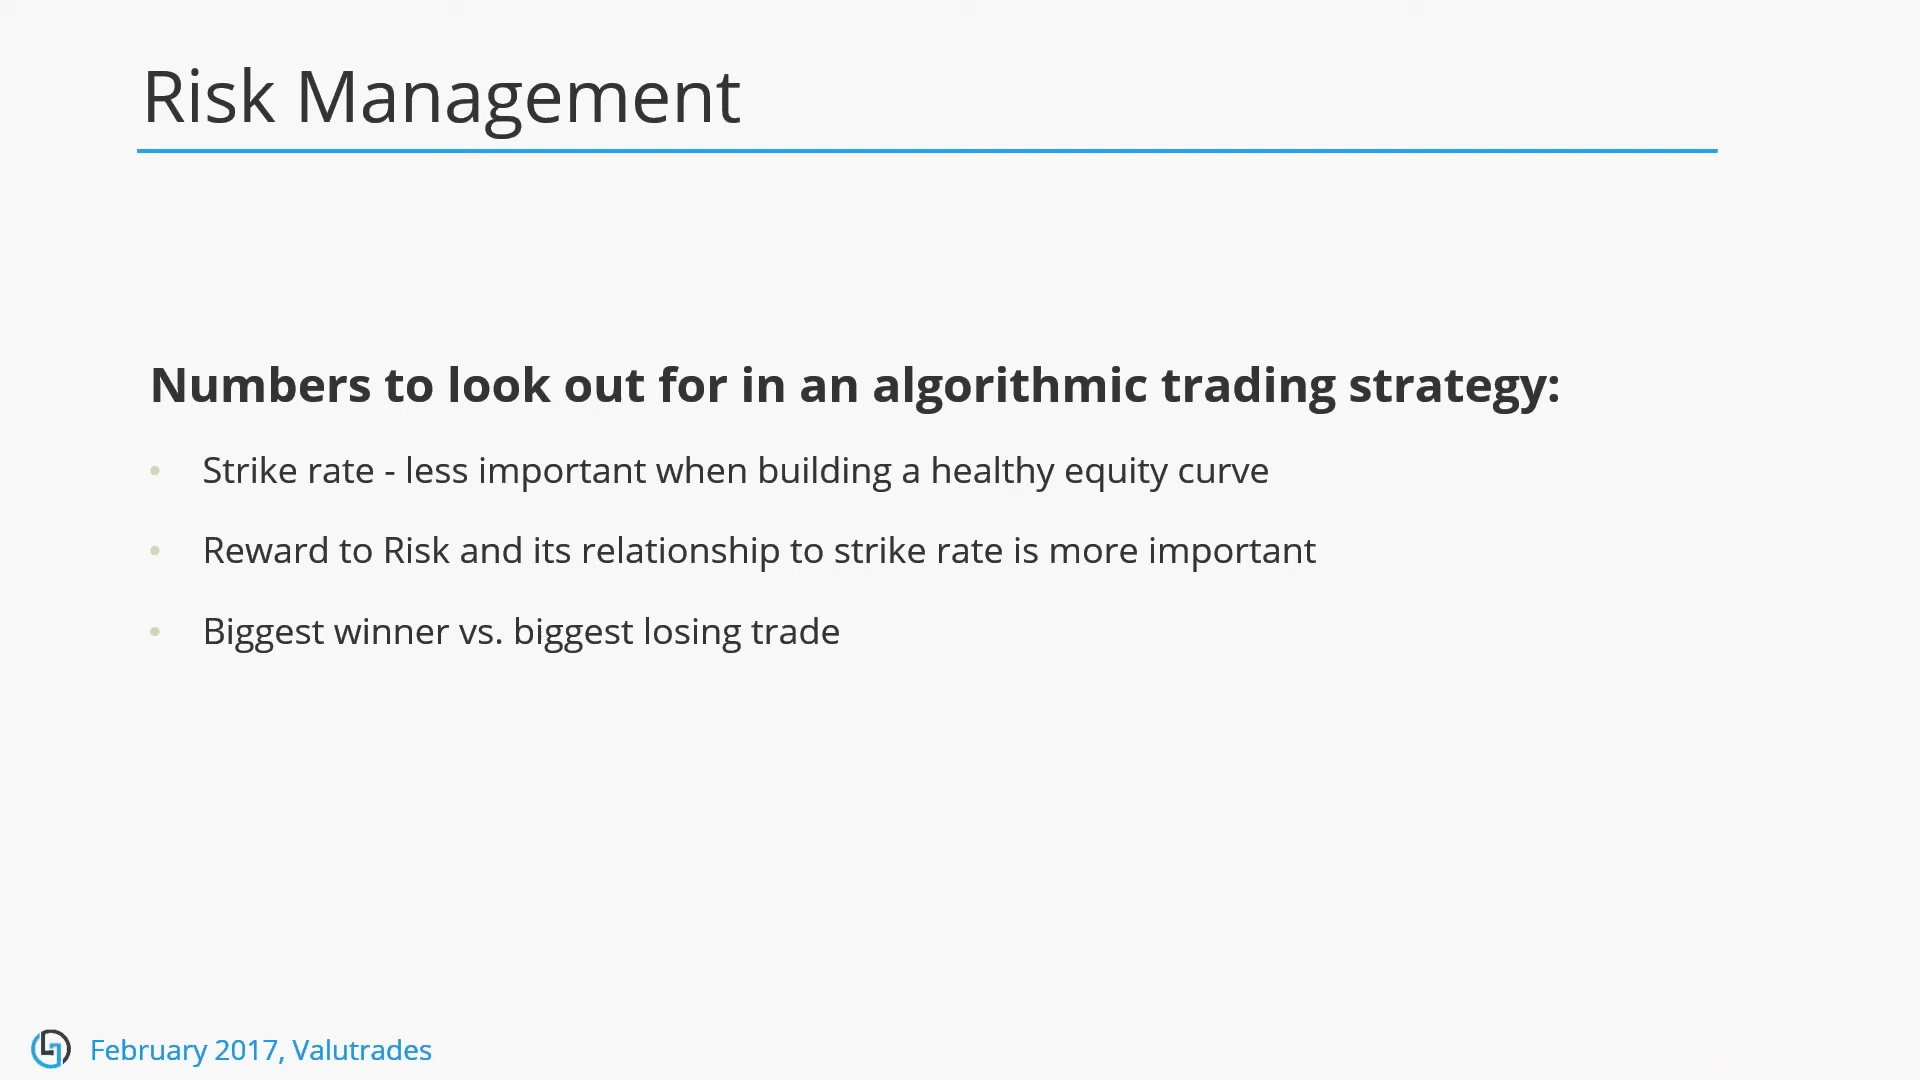 Risk Management
Numbers to look out for in an algorithmic trading strategy:
• Strike rate - less important when building a healthy equity curve
• Reward to Risk and its relationship to strike rate is more important
• Biggest winner vs. biggest losing trade
February 2017, Valutrades